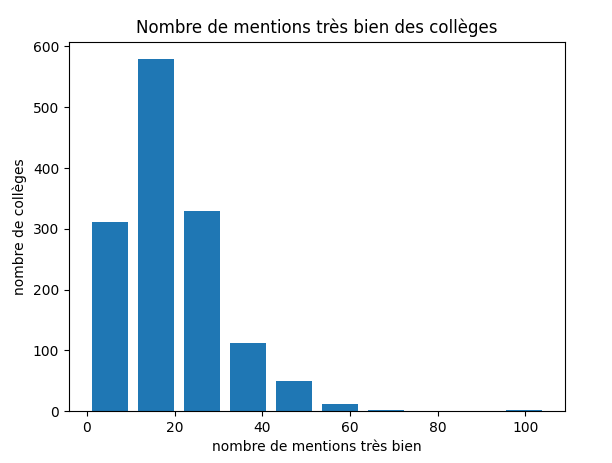 Nombre de mentions très bien des collèges
600
500
400
300
200
100
0
nombre de collèges
0 20 40 60 80 100
nombre de mentions très bien